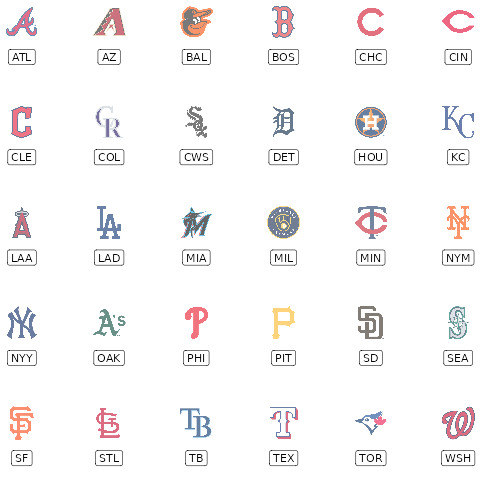 ATL AZ BAL BOS CHC CIN
CLE COL CWS DET HOU KC
LAA LAD MIA MIL MIN NYM
NYY OAK PHI PIT SD SEA
SF STL TB TEX TOR WSH